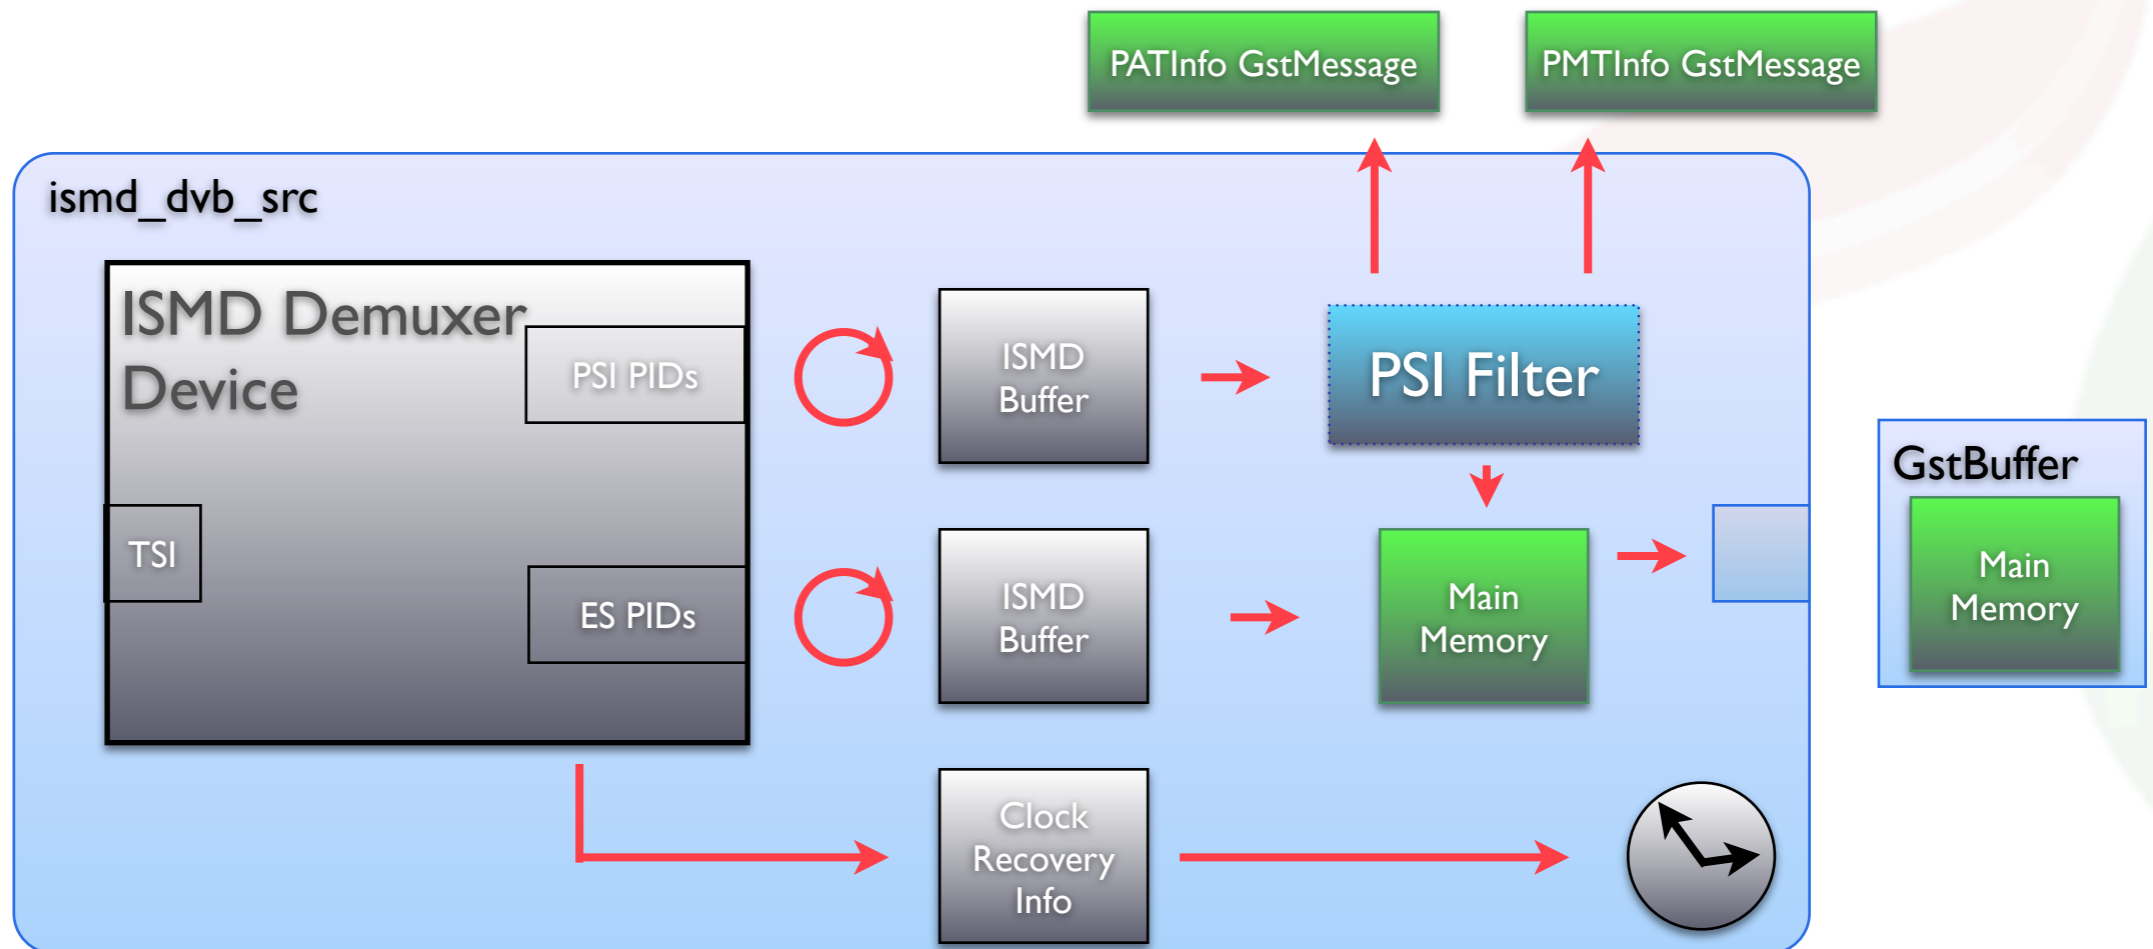 PATInfo GstMessage
PMTInfo GstMessage
ismd_dvb_src
ISMD Demuxer
Device
PSI PIDs
ISMD
Buffer
PSI Filter
GstBuffer
Main
Memory
TSI
ES PIDs
ISMD
Buffer
Main
Memory
Clock
Recovery
Info